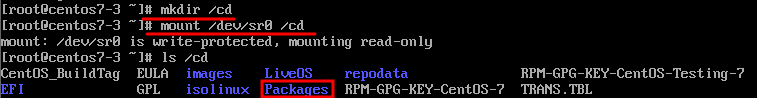 [root@centos7-3 ]# mkdir /cd
[root@centos7-3 ]# mount /dev/sr0 /cd
mount: /dev/sr0 is write-protected, mounting read-only
[root@centos7-3 ]# ls /cd
CentOS_BuildTag EULA images LiveOS repodata RPM-GPG-KEY-CentOS-Testing-7
EFI GPL isolinux Packages RPM-GPG-KEY-CentOS-7 TRANS.TBL